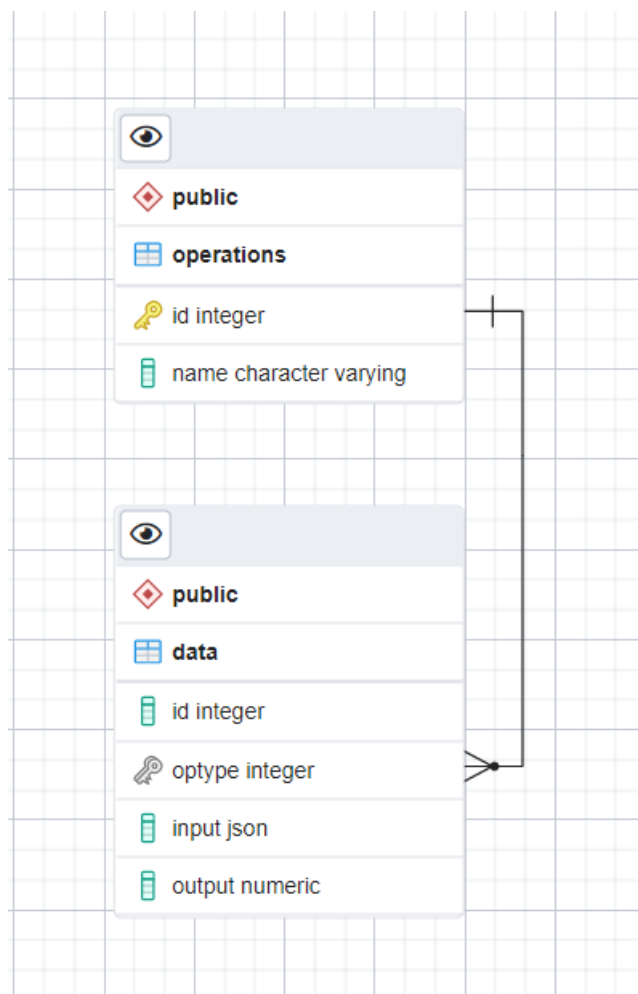 public
operations
id integer
name character varying
public
data
id integer
optype integer
input json
output numeric